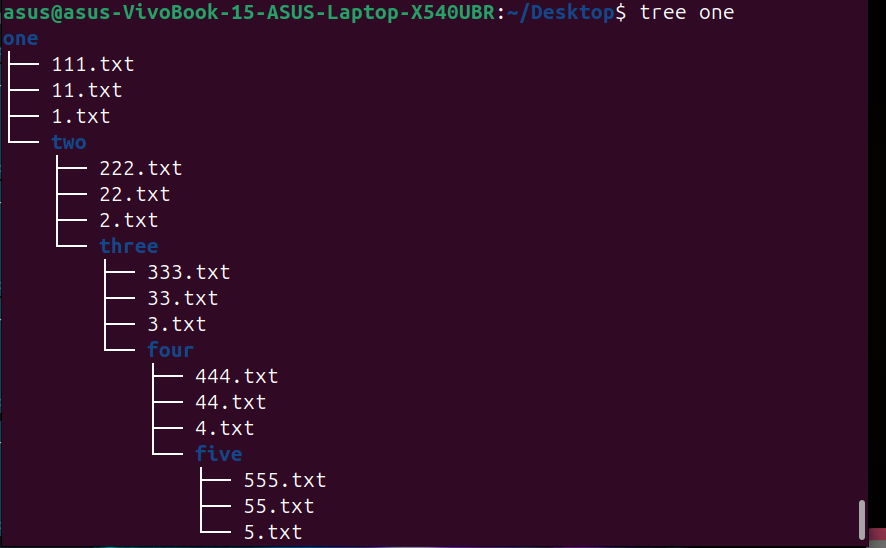 asus@asus-VivoBook-15-ASUS-Laptop-X540UBR:~/Desktop$ tree one
one
├── 111.txt
├── 11.txt
├── 1.txt
└── two
    ├── 222.txt
    ├── 22.txt
    ├── 2.txt
    └── three
        ├── 333.txt
        ├── 33.txt
        ├── 3.txt
        └── four
            ├── 444.txt
            ├── 44.txt
            ├── 4.txt
            └── five
                ├── 555.txt
                ├── 55.txt
                └── 5.txt